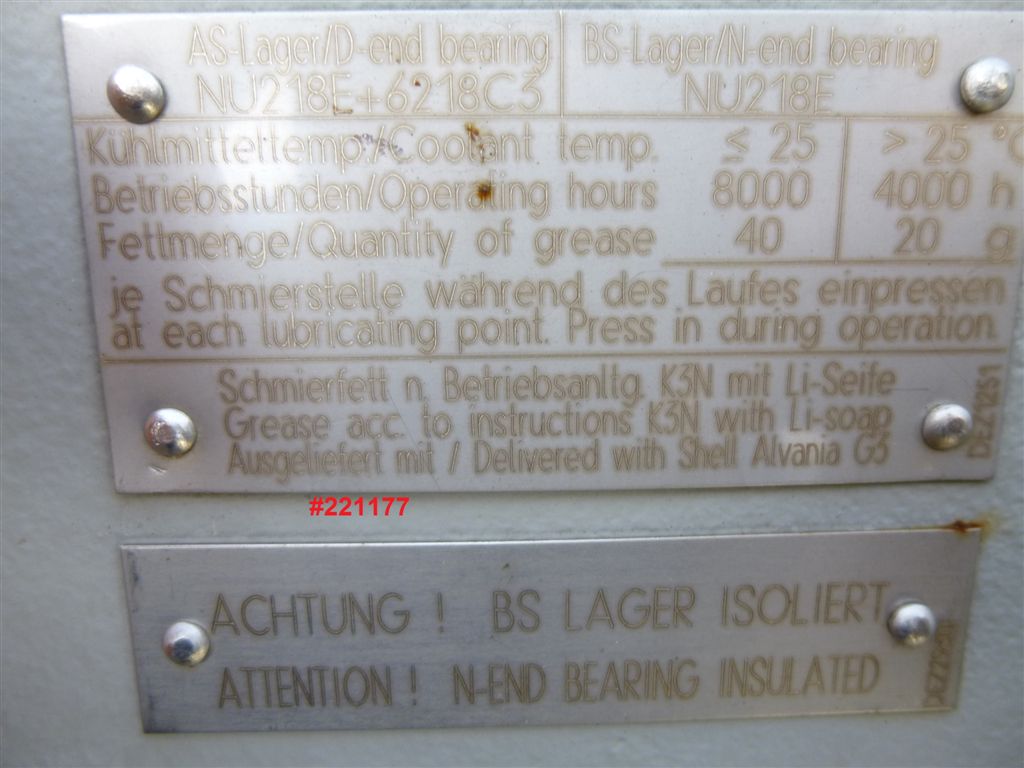 AS-Lager/D-end bearing BS-Lager/N-end bearing
NU218E+6218C3 NU218E
Kühlmitteltemp./Coolant temp. ≤ 25 > 25 °C
Betriebsstunden/Operating hours 8000 4000 h
Fettmenge/Quantity of grease 40 20 g
je Schmierstelle während des Laufes einpressen
at each lubricating point. Press in during operation.
Schmierfett n. Betriebsanltg. K3N mit Li-Seife
Grease acc. to instructions K3N with Li-soap
Ausgeliefert mit / Delivered with Shell Alvania G3
DEZ1251
#221177
ACHTUNG ! BS LAGER ISOLIERT
ATTENTION ! N-END BEARING INSULATED